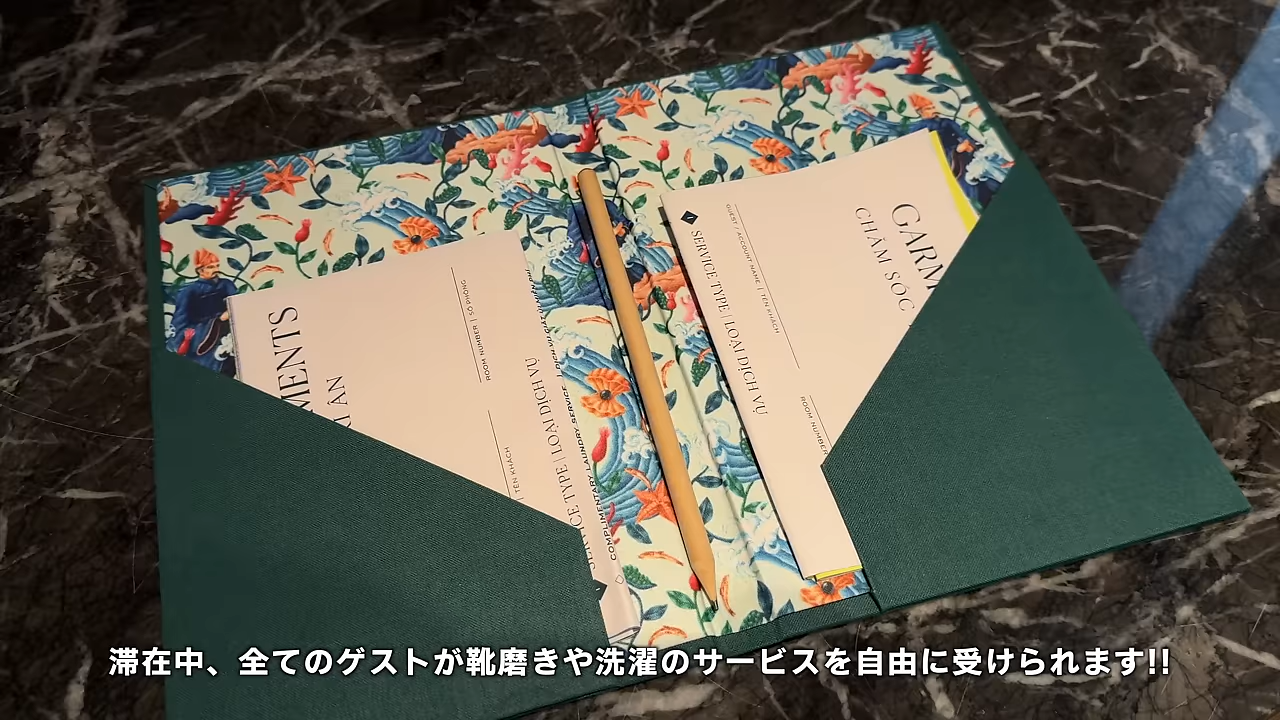 MENTS
ROOM NUMBER | SỐ PHÒNG
| TÊN KHÁCH
SERVICE TYPE | LOẠI DỊCH VỤ
COMPLIMENTARY LAUNDRY SERVICE
GARM
CHĂM SÓC
GUEST / ACCOUNT NAME | TÊN KHÁCH
ROOM NUMBER
SERVICE TYPE | LOẠI DỊCH VỤ
滞在中、全てのゲストが靴磨きや洗濯のサービスを自由に受けられます!!